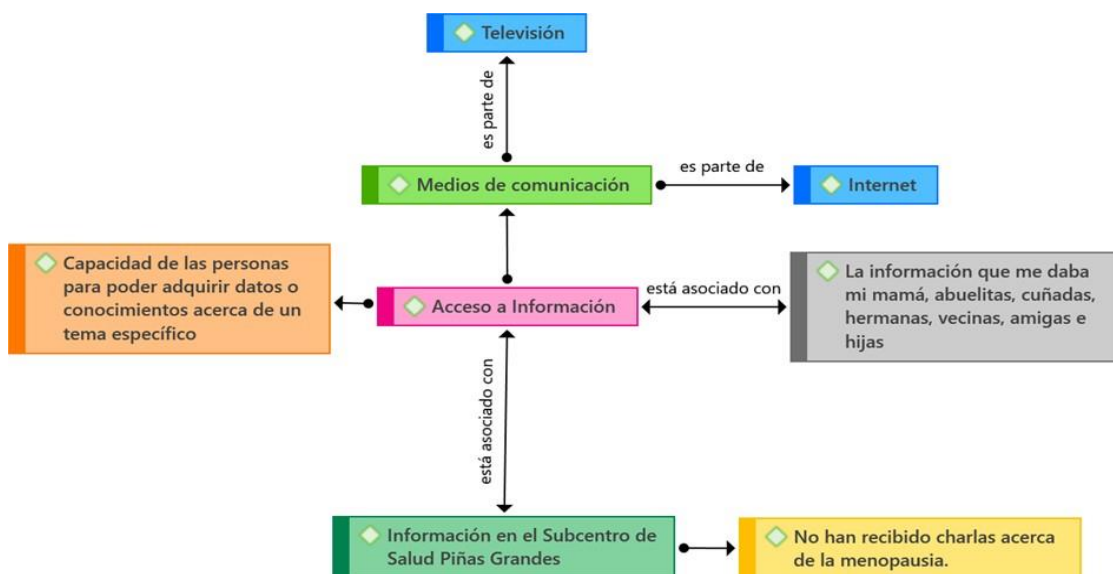 Televisión
es parte de
Medios de comunicación
es parte de
Internet
Capacidad de las personas
para poder adquirir datos o
conocimientos acerca de un
tema específico
Acceso a Información
está asociado con
La información que me daba
mi mamá, abuelitas, cuñadas,
hermanas, vecinas, amigas e
hijas
está asociado con
Información en el Subcentro de
Salud Piñas Grandes
No han recibido charlas acerca
de la menopausia.